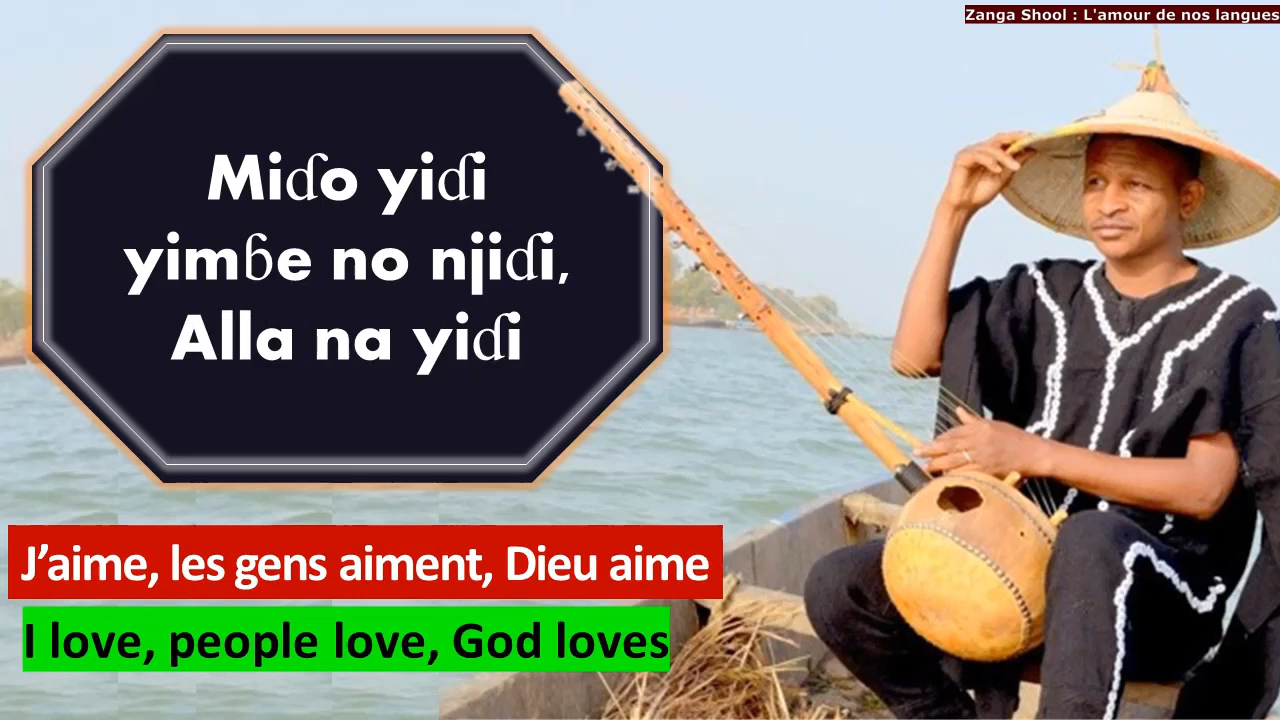 Zanga Shool : L'amour de nos langues
Miɗo yiɗi
yimɓe no njiɗi,
Alla na yiɗi
J’aime, les gens aiment, Dieu aime
I love, people love, God loves